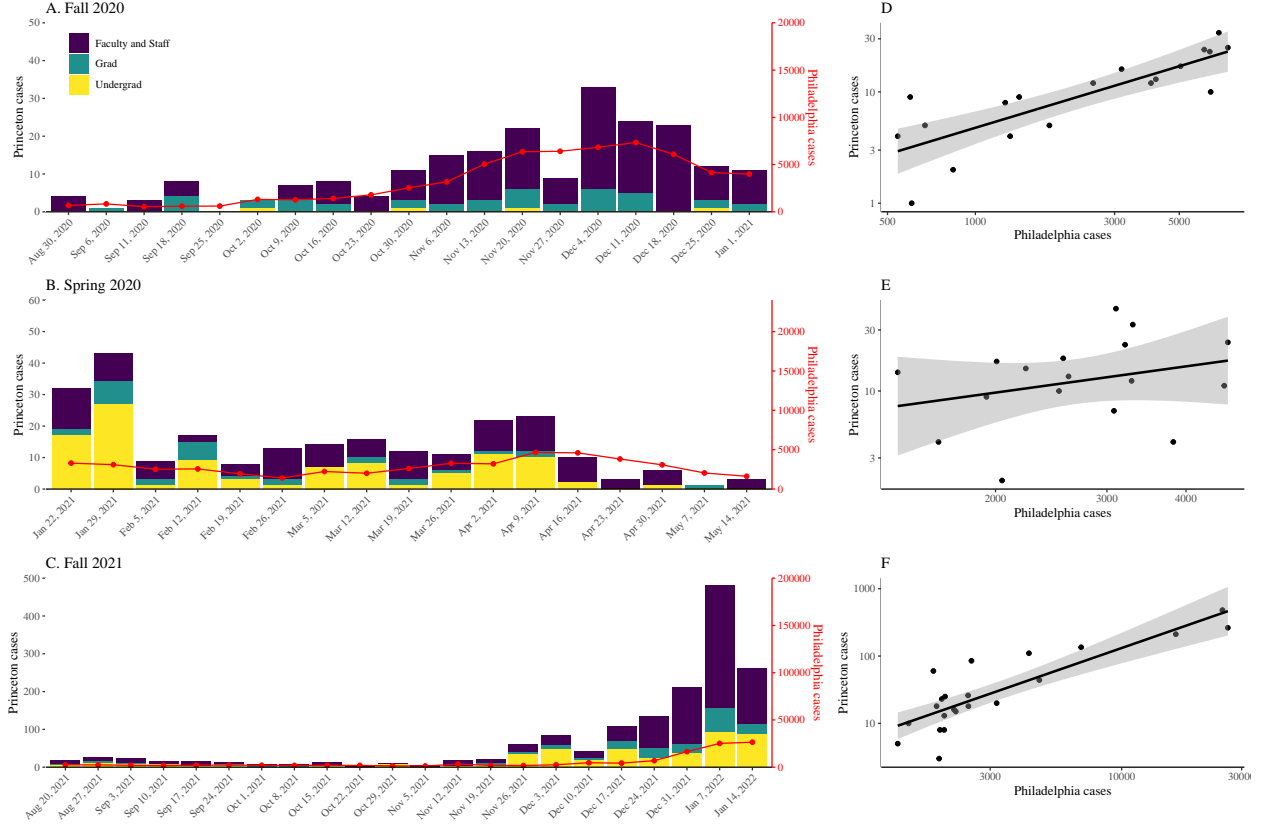 A. Fall 2020
50
40
30
20
10
0
Princeton cases
Faculty and Staff
Grad
Undergrad
20000
15000
10000
5000
0
Philadelphia cases
Aug 30, 2020
Sep 6, 2020
Sep 11, 2020
Sep 18, 2020
Sep 25, 2020
Oct 2, 2020
Oct 9, 2020
Oct 16, 2020
Oct 23, 2020
Oct 30, 2020
Nov 6, 2020
Nov 13, 2020
Nov 20, 2020
Nov 27, 2020
Dec 4, 2020
Dec 11, 2020
Dec 18, 2020
Dec 25, 2020
Jan 1, 2021
D
30
10
3
1
Princeton cases
500
1000
3000
5000
Philadelphia cases
B. Spring 2020
60
50
40
30
20
10
0
Princeton cases
20000
15000
10000
5000
0
Philadelphia cases
Jan 22, 2021
Jan 29, 2021
Feb 5, 2021
Feb 12, 2021
Feb 19, 2021
Feb 26, 2021
Mar 5, 2021
Mar 12, 2021
Mar 19, 2021
Mar 26, 2021
Apr 2, 2021
Apr 9, 2021
Apr 16, 2021
Apr 23, 2021
Apr 30, 2021
May 7, 2021
May 14, 2021
E
30
10
3
Princeton cases
2000
3000
4000
Philadelphia cases
C. Fall 2021
500
400
300
200
100
0
Princeton cases
200000
150000
100000
50000
0
Philadelphia cases
Aug 20, 2021
Aug 27, 2021
Sep 3, 2021
Sep 10, 2021
Sep 17, 2021
Sep 24, 2021
Oct 1, 2021
Oct 8, 2021
Oct 15, 2021
Oct 22, 2021
Oct 29, 2021
Nov 5, 2021
Nov 12, 2021
Nov 19, 2021
Nov 26, 2021
Dec 3, 2021
Dec 10, 2021
Dec 17, 2021
Dec 24, 2021
Dec 31, 2021
Jun 7, 2022
Jun 14, 2022
F
1000
100
10
Princeton cases
3000
10000
30000
Philadelphia cases